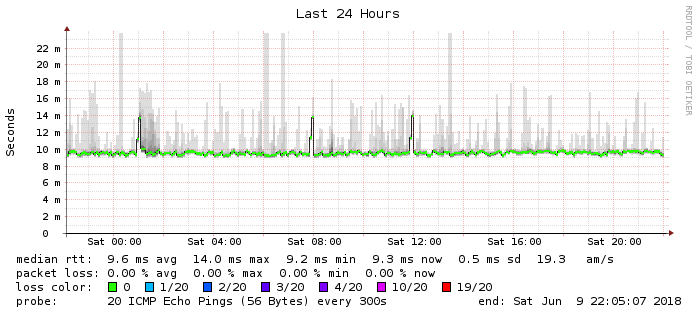 Last 24 Hours
RRDTOOL / TOBI OETIKER
Seconds
22 m
20 m
18 m
16 m
14 m
12 m
10 m
8 m
6 m
4 m
2 m
0
Sat 00:00 Sat 04:00 Sat 08:00 Sat 12:00 Sat 16:00 Sat 20:00
median rtt: 9.6 ms avg 14.0 ms max 9.2 ms min 9.3 ms now 0.5 ms sd 19.3 am/s
packet loss: 0.00 % avg 0.00 % max 0.00 % min 0.00 % now
loss color: 0 1/20 2/20 3/20 4/20 10/20 19/20
probe: 20 ICMP Echo Pings (56 Bytes) every 300s end: Sat Jun 9 22:05:07 2018